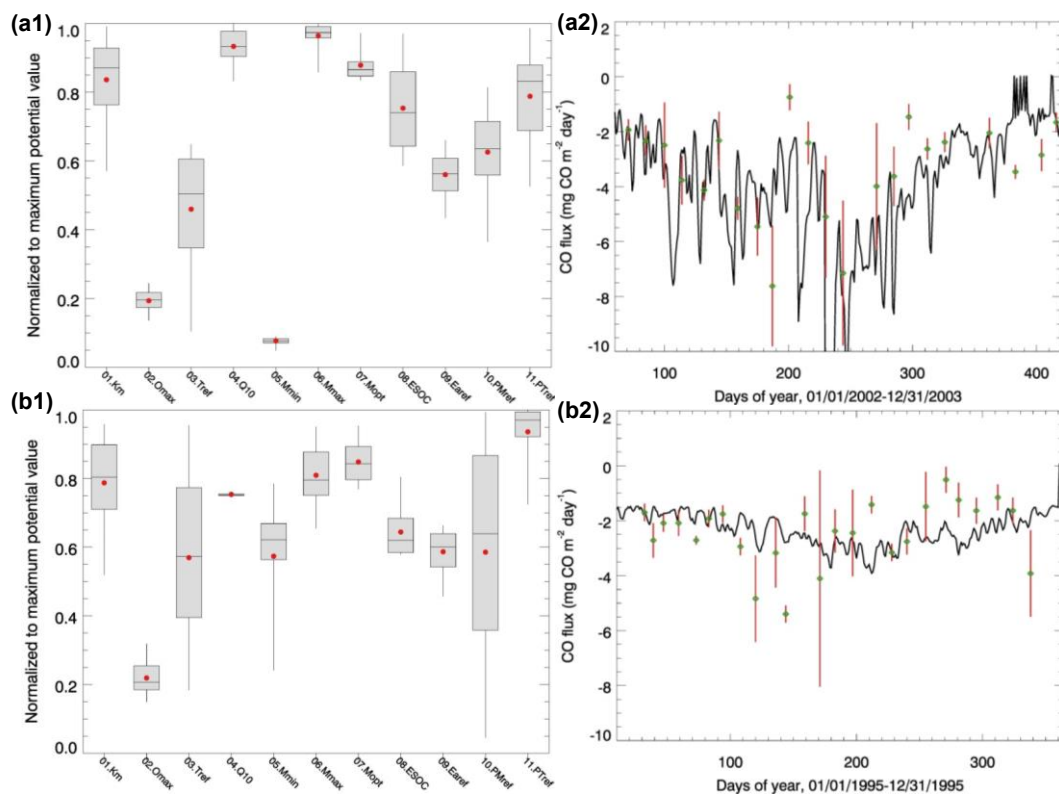 (a1)
Normalized to maximum potential value
1.0
0.8
0.6
0.4
0.2
0.0
01.Km
02.Omax
03.Tref
04.Q10
05.Mmin
06.Mmax
07.Mopt
08.ESOC
09.Earef
10.PMref
11.PTref
(a2)
CO flux (mg CO m⁻² day⁻¹)
2
0
-2
-4
-6
-8
-10
100 200 300 400
Days of year, 01/01/2002-12/31/2003
(b1)
Normalized to maximum potential value
1.0
0.8
0.6
0.4
0.2
0.0
01.Km
02.Omax
03.Tref
04.Q10
05.Mmin
06.Mmax
07.Mopt
08.ESOC
09.Earef
10.PMref
11.PTref
(b2)
CO flux (mg CO m⁻² day⁻¹)
2
0
-2
-4
-6
-8
-10
100 200 300
Days of year, 01/01/1995-12/31/1995